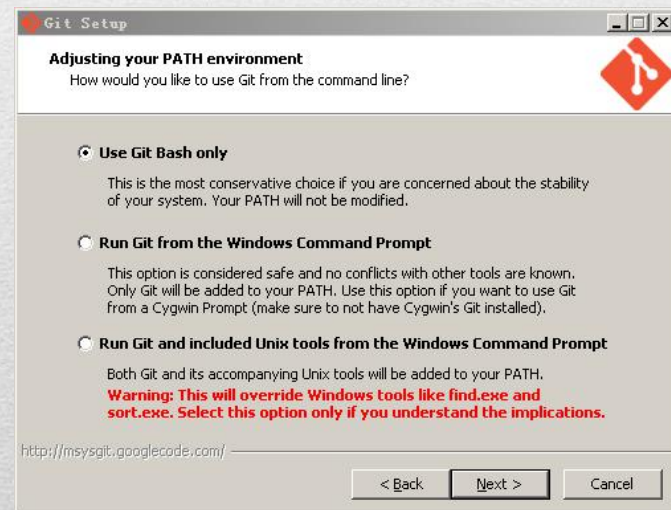 Git Setup
Adjusting your PATH environment
How would you like to use Git from the command line?
Use Git Bash only
This is the most conservative choice if you are concerned about the stability
of your system. Your PATH will not be modified.
Run Git from the Windows Command Prompt
This option is considered safe and no conflicts with other tools are known.
Only Git will be added to your PATH. Use this option if you want to use Git
from a Cygwin Prompt (make sure to not have Cygwin's Git installed).
Run Git and included Unix tools from the Windows Command Prompt
Both Git and its accompanying Unix tools will be added to your PATH.
Warning: This will override Windows tools like find.exe and
sort.exe. Select this option only if you understand the implications.
http://msysgit.googlecode.com/
< Back Next > Cancel